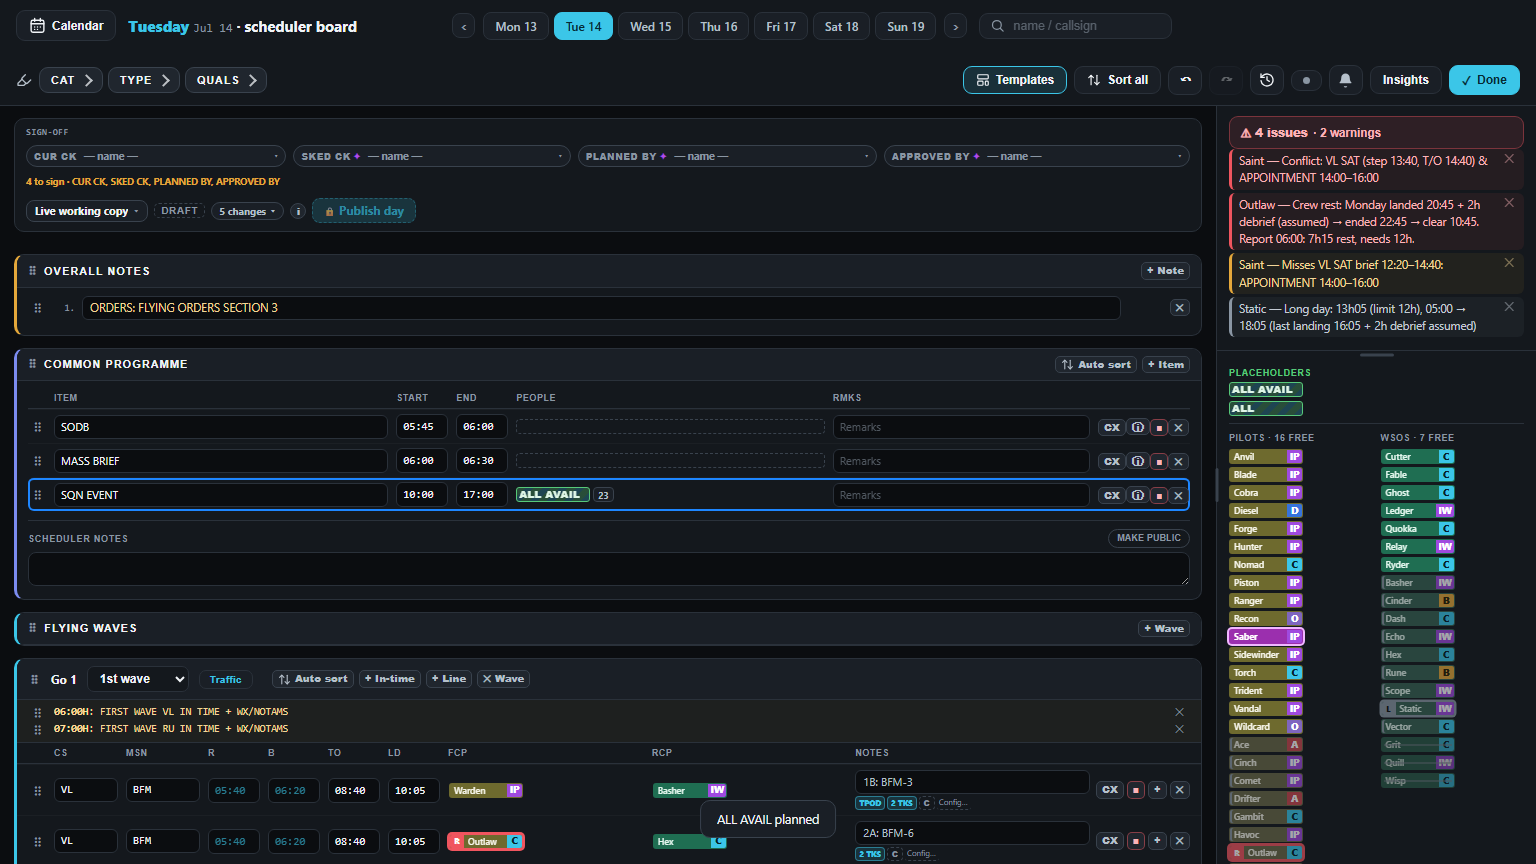 Calendar
Tuesday Jul 14 · scheduler board
‹ Mon 13 Tue 14 Wed 15 Thu 16 Fri 17 Sat 18 Sun 19 ›
name / callsign
CAT TYPE QUALS
Templates Sort all Insights ✓ Done
SIGN-OFF
CUR CK — name — SKED CK — name — PLANNED BY — name — APPROVED BY — name —
4 to sign · CUR CK, SKED CK, PLANNED BY, APPROVED BY
Live working copy DRAFT 5 changes i Publish day
OVERALL NOTES + Note
1. ORDERS: FLYING ORDERS SECTION 3
COMMON PROGRAMME Auto sort + Item
ITEM START END PEOPLE RMKS
SODB 05:45 06:00 Remarks CX
MASS BRIEF 06:00 06:30 Remarks CX
SQN EVENT 10:00 17:00 ALL AVAIL 23 Remarks CX
SCHEDULER NOTES MAKE PUBLIC
FLYING WAVES + Wave
Go 1 1st wave Traffic Auto sort + In-time + Line X Wave
06:00H: FIRST WAVE VL IN TIME + WX/NOTAMS
07:00H: FIRST WAVE RU IN TIME + WX/NOTAMS
CS MSN R B TO LD FCP RCP NOTES
VL BFM 05:40 06:20 08:40 10:05 Warden IP Basher IW 1B: BFM-3 CX
TPOD 2 TKS C Config...
VL BFM 05:40 06:20 08:40 10:05 R Outlaw C Hex C 2A: BFM-6 CX
2 TKS C Config...
ALL AVAIL planned
⚠ 4 issues · 2 warnings
Saint — Conflict: VL SAT (step 13:40, T/O 14:40) &
APPOINTMENT 14:00–16:00
Outlaw — Crew rest: Monday landed 20:45 + 2h
debrief (assumed) → ended 22:45 → clear 10:45.
Report 06:00: 7h15 rest, needs 12h.
Saint — Misses VL SAT brief 12:20–14:40:
APPOINTMENT 14:00–16:00
Static — Long day: 13h05 (limit 12h), 05:00 →
18:05 (last landing 16:05 + 2h debrief assumed)
PLACEHOLDERS
ALL AVAIL
ALL
PILOTS · 16 FREE
Anvil IP
Blade IP
Cobra IP
Diesel D
Forge IP
Hunter IP
Nomad C
Piston IP
Ranger IP
Recon O
Saber IP
Sidewinder IP
Torch C
Trident IP
Vandal IP
Wildcard O
Ace A
Cinch IP
Comet IP
Drifter A
Gambit C
Havoc IP
R Outlaw C
WSOS · 7 FREE
Cutter C
Fable C
Ghost C
Ledger IW
Quokka C
Relay IW
Ryder C
Basher IW
Cinder B
Dash C
Echo IW
Hex C
Rune B
Scope IW
L Static IW
Vector C
Grit C
Quill IW
Wisp C